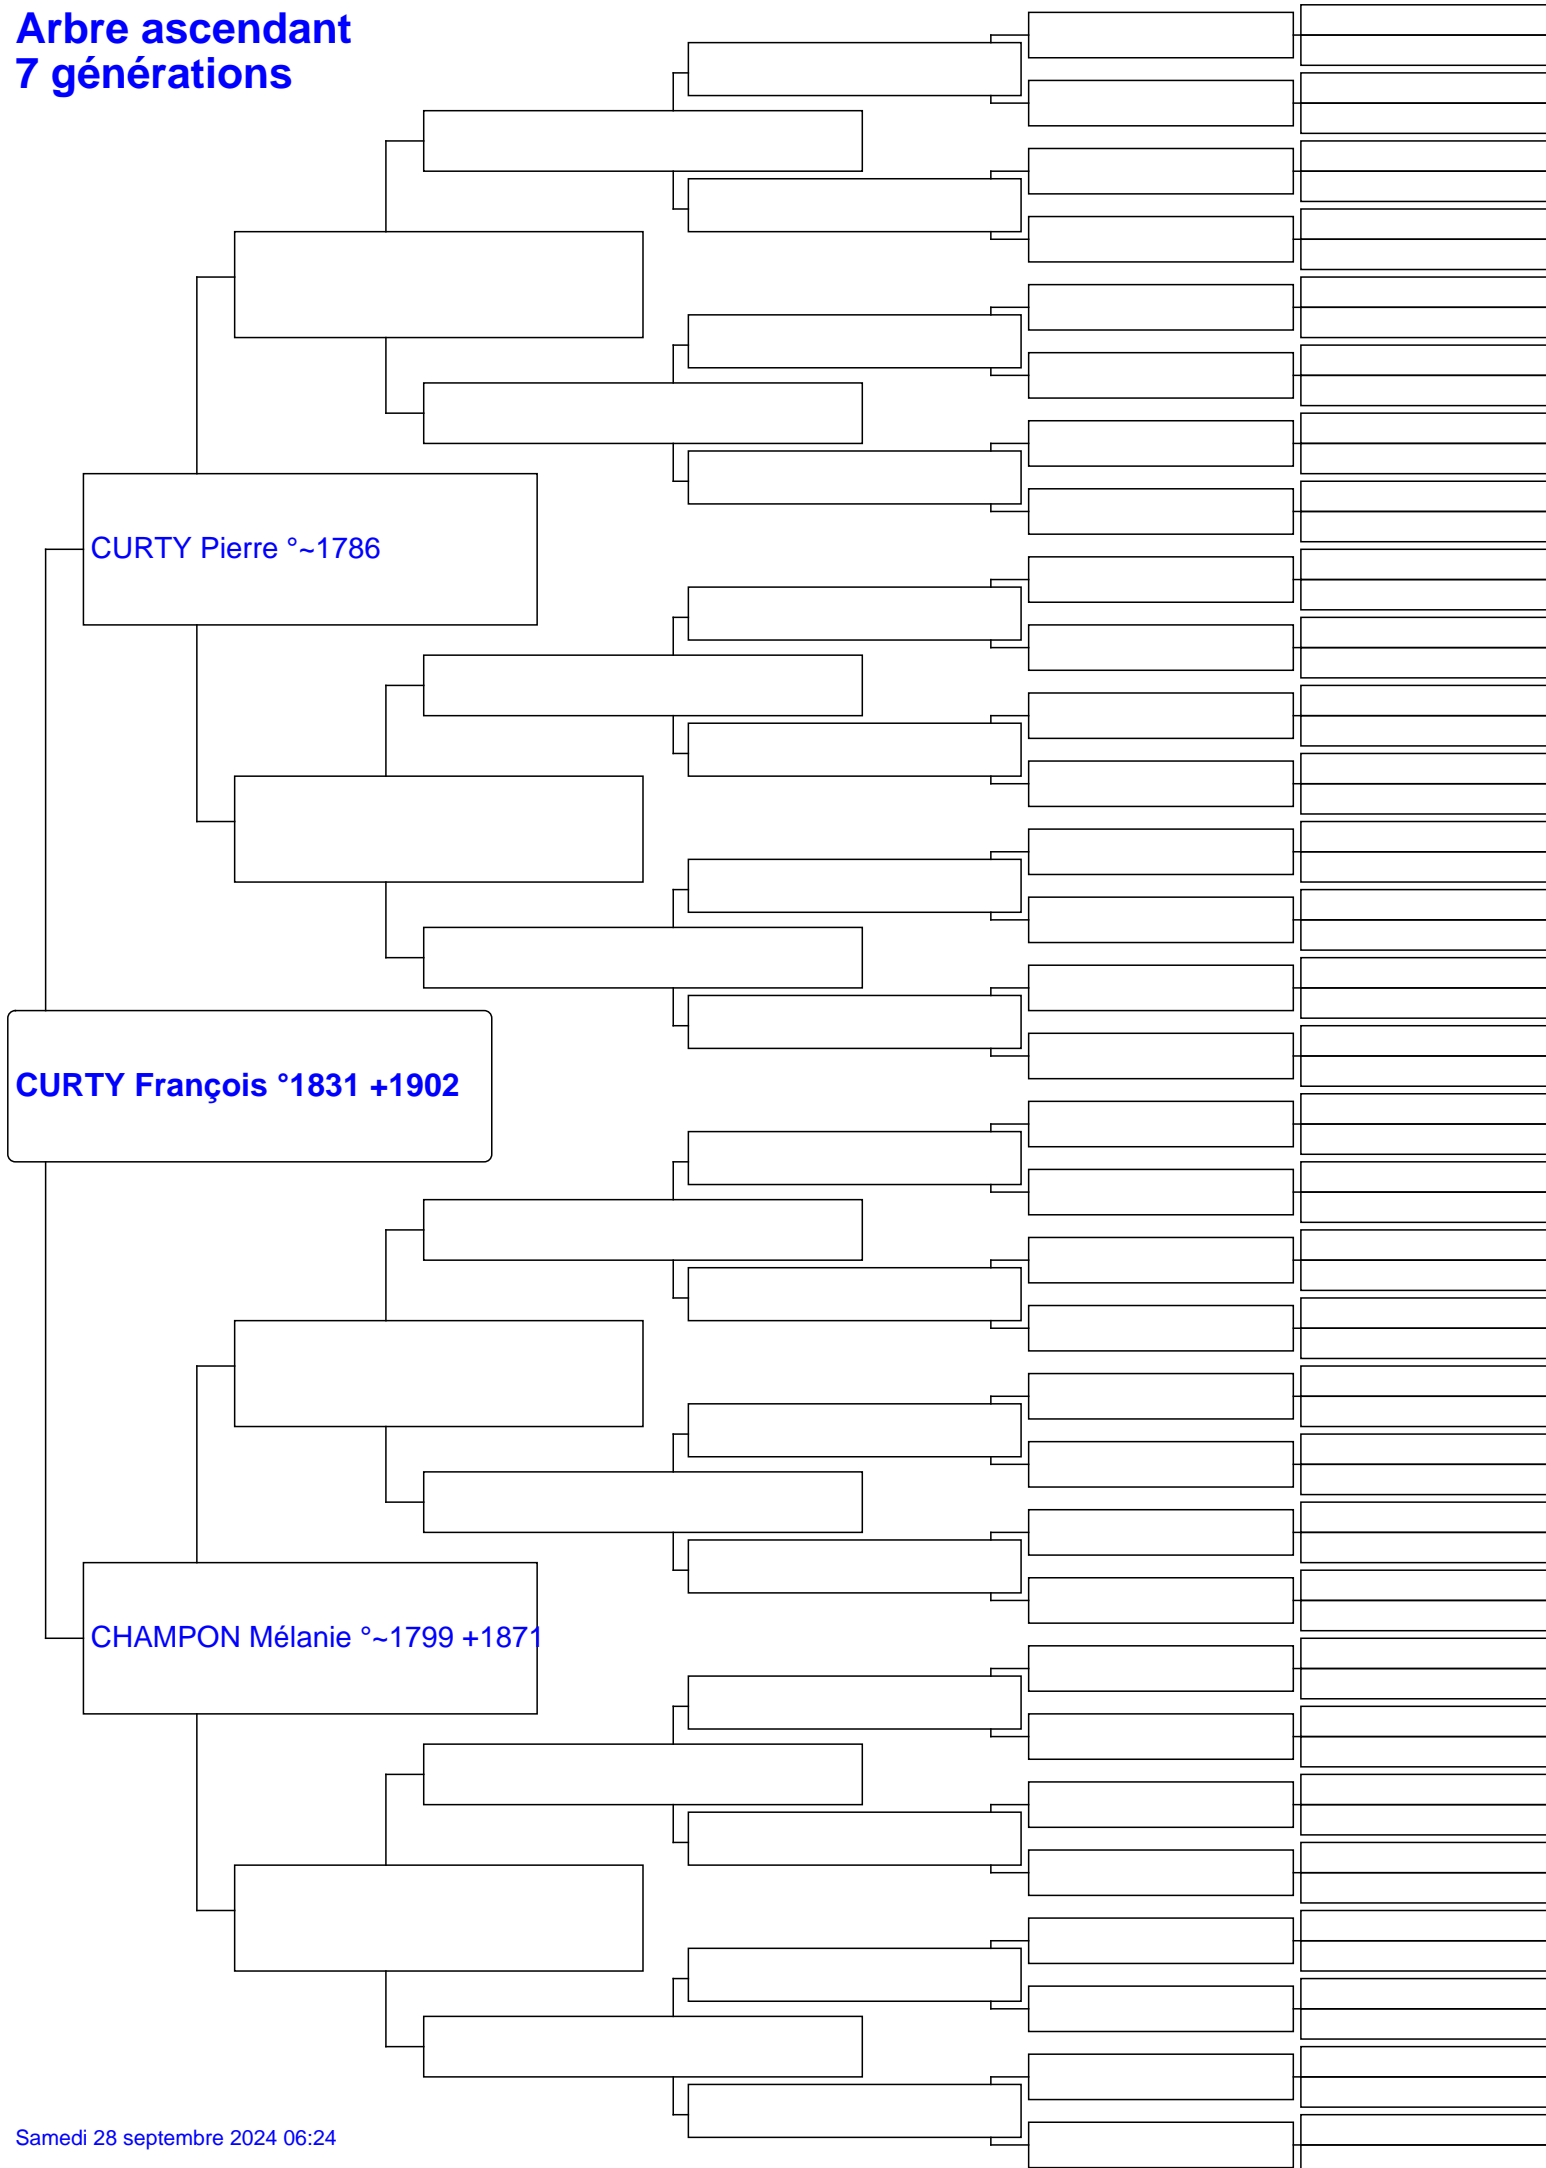 Arbre ascendant
7 générations
CURTY Pierre °~1786
CURTY François °1831 +1902
CHAMPON Mélanie °~1799 +1871
Samedi 28 septembre 2024 06:24